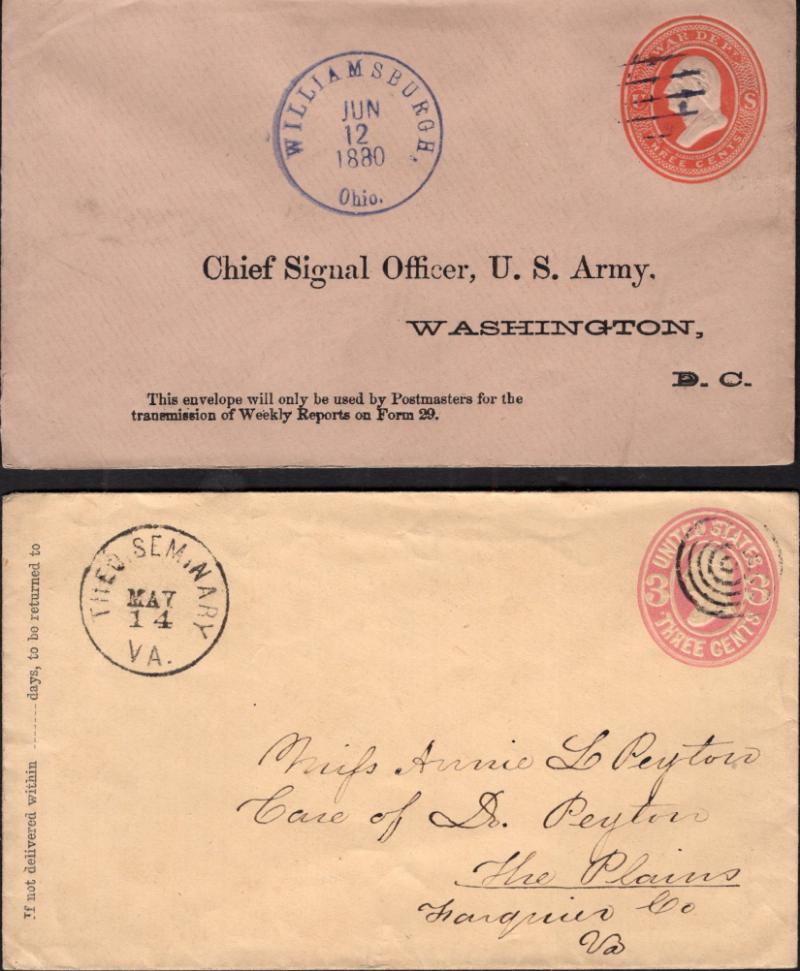 WILLIAMSBURGH,
JUN
12
1880
Ohio.
WAR DEPT.
U S
THREE CENTS
Chief Signal Officer, U. S. Army.
WASHINGTON,
D. C.
This envelope will only be used by Postmasters for the
transmission of Weekly Reports on Form 29.
If not delivered within ------- days, to be returned to
THEO. SEMINARY
MAY
14
VA.
UNITED STATES
3 3
THREE CENTS
Miss Annie L Peyton
Care of Dr. Peyton
The Plains
Fauquier Co
Va